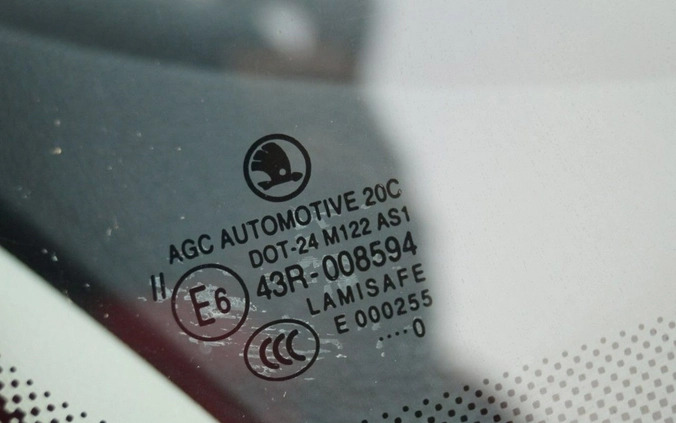 AGC AUTOMOTIVE 20C
DOT-24 M122 AS1
43R-008594
II E6
LAMISAFE
E 000255
CCC
....0